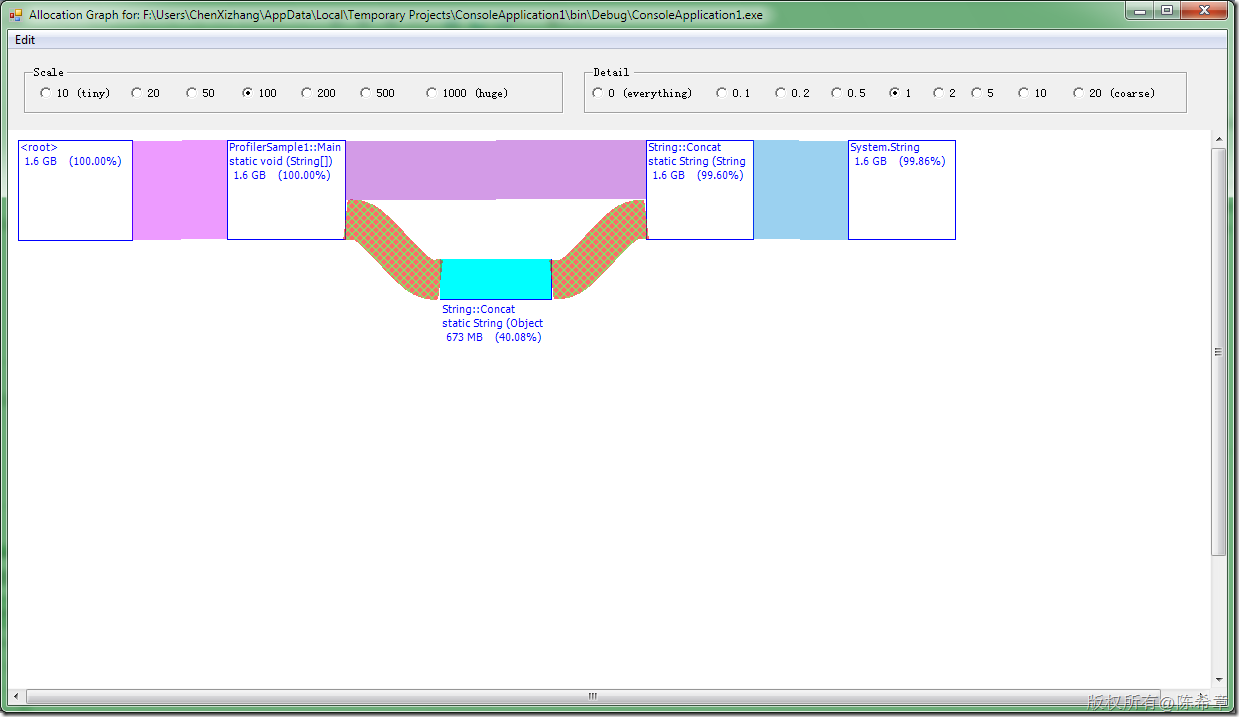 Allocation Graph for: F:\Users\ChenXizhang\AppData\Local\Temporary Projects\ConsoleApplication1\bin\Debug\ConsoleApplication1.exe
Edit
Scale
10 (tiny) 20 50 100 200 500 1000 (huge)
Detail
0 (everything) 0.1 0.2 0.5 1 2 5 10 20 (coarse)
<root>
1.6 GB (100.00%)
ProfilerSample1::Main
static void (String[])
1.6 GB (100.00%)
String::Concat
static String (String
1.6 GB (99.60%)
System.String
1.6 GB (99.86%)
String::Concat
static String (Object
673 MB (40.08%)
版权所有@陈希章